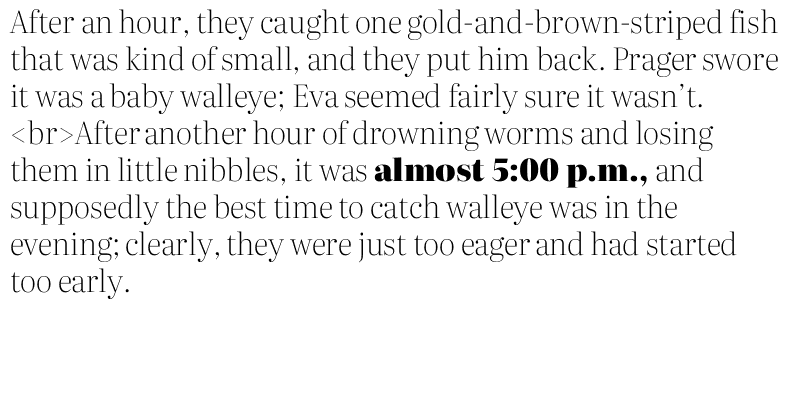 After an hour, they caught one gold-and-brown-striped fish
that was kind of small, and they put him back. Prager swore
it was a baby walleye; Eva seemed fairly sure it wasn’t.
<br>After another hour of drowning worms and losing
them in little nibbles, it was almost 5:00 p.m., and
supposedly the best time to catch walleye was in the
evening; clearly, they were just too eager and had started
too early.